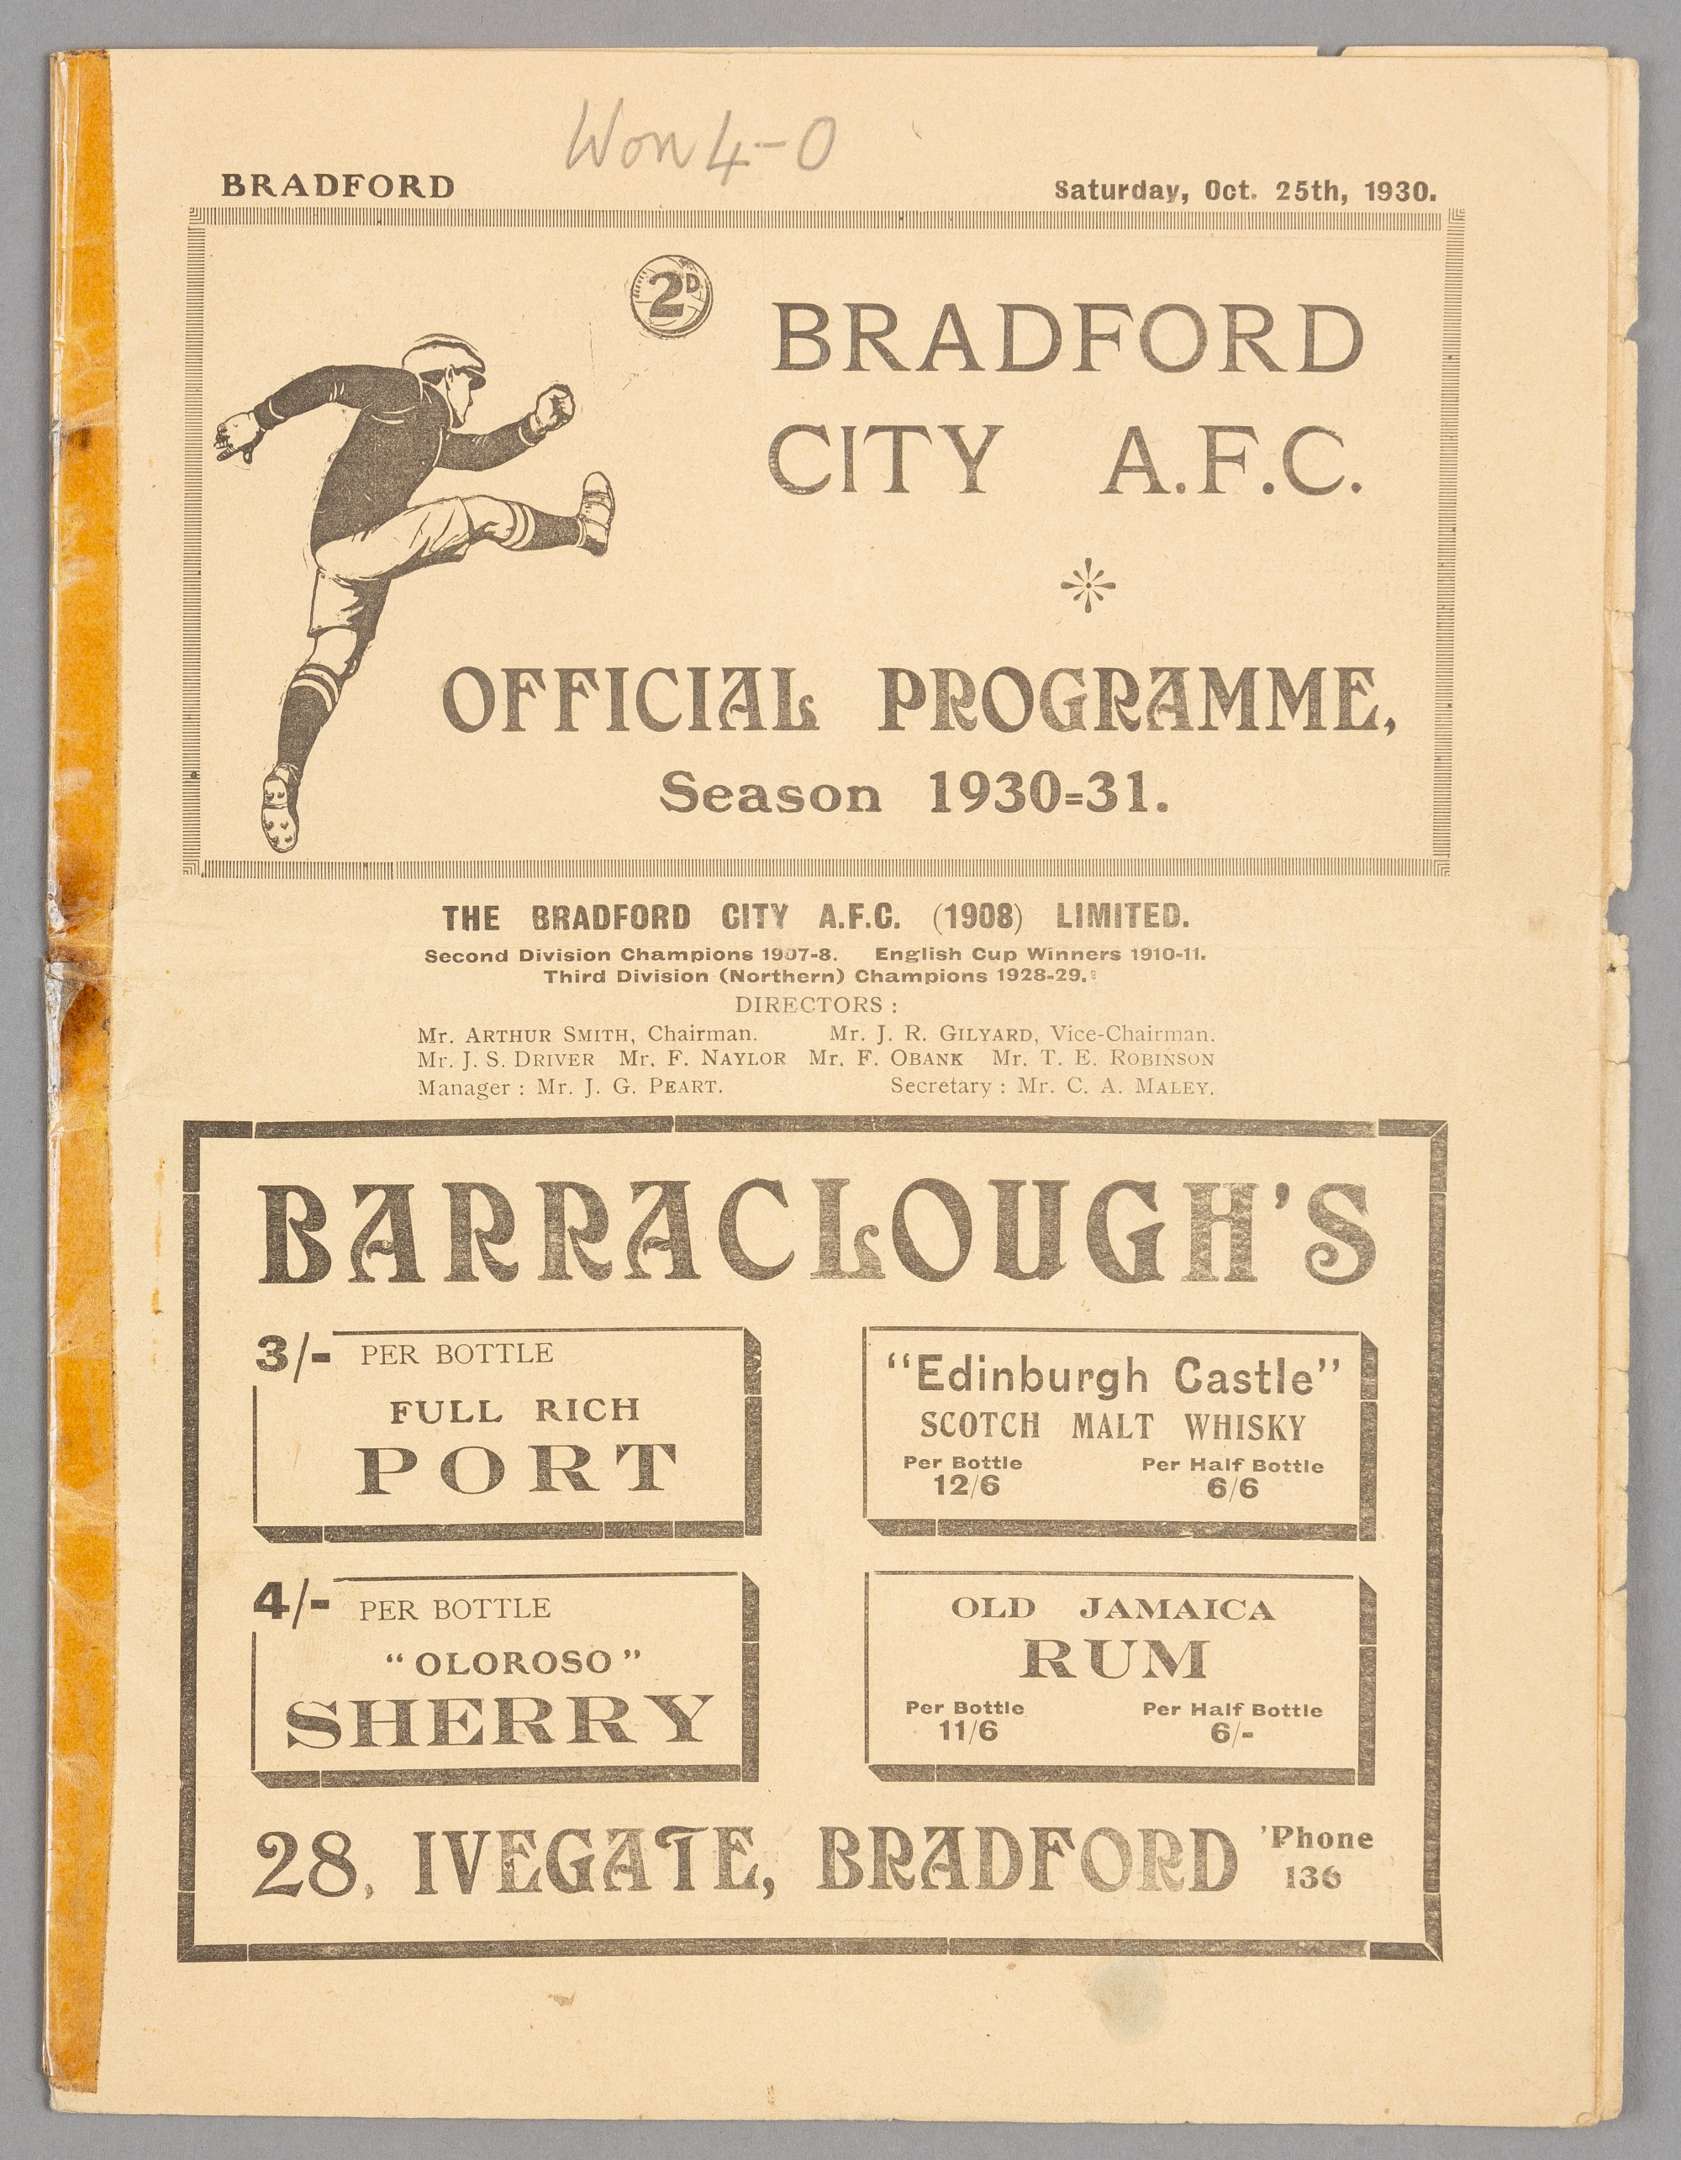 Won 4-0
BRADFORD Saturday, Oct. 25th, 1930.
2D
BRADFORD
CITY A.F.C.
OFFICIAL PROGRAMME,
Season 1930=31.
THE BRADFORD CITY A.F.C. (1908) LIMITED.
Second Division Champions 1907-8. English Cup Winners 1910-11.
Third Division (Northern) Champions 1928-29.
DIRECTORS :
Mr. ARTHUR SMITH, Chairman. Mr. J. R. GILYARD, Vice-Chairman.
Mr. J. S. DRIVER Mr. F. NAYLOR Mr. F. OBANK Mr. T. E. ROBINSON
Manager : Mr. J. G. PEART. Secretary : Mr. C. A. MALEY.
BARRACLOUGH'S
3/- PER BOTTLE
FULL RICH
PORT
"Edinburgh Castle"
SCOTCH MALT WHISKY
Per Bottle Per Half Bottle
12/6 6/6
4/- PER BOTTLE
"OLOROSO"
SHERRY
OLD JAMAICA
RUM
Per Bottle Per Half Bottle
11/6 6/-
28, IVEGATE, BRADFORD 'Phone
136